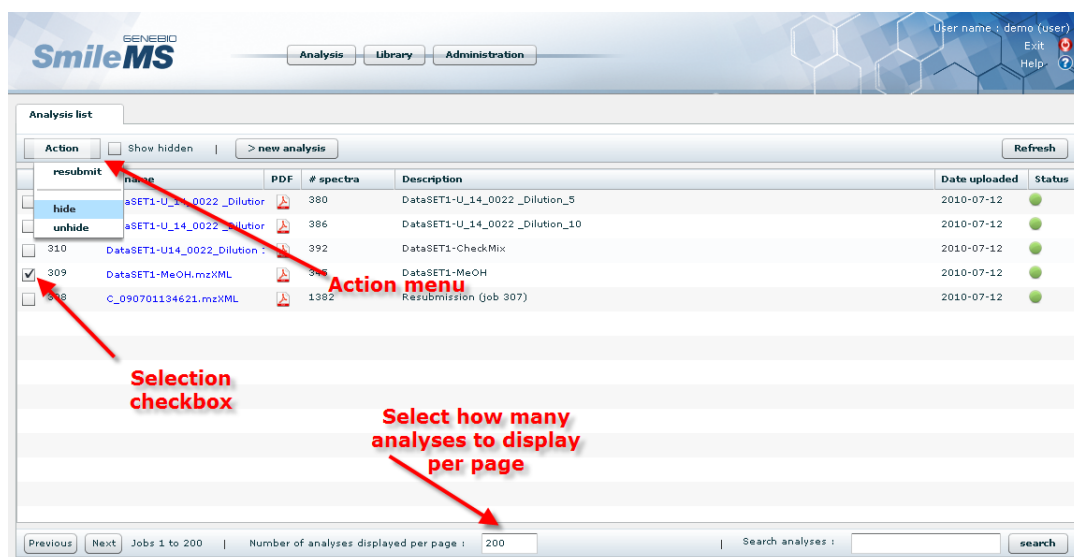 User name : demo (user)
GENEBIO
SmileMS
Analysis
Library
Administration
Exit
Help
?
Analysis list
Action
Show hidden
|
> new analysis
Refresh
resubmit
hide
unhide
name
PDF
# spectra
Description
Date uploaded
Status
aSET1-U_14_0022 _Dilution
380
DataSET1-U_14_0022 _Dilution_5
2010-07-12
aSET1-U_14_0022 _Dilution
386
DataSET1-U_14_0022 _Dilution_10
2010-07-12
310
DataSET1-U14_0022_Dilution :
392
DataSET1-CheckMix
2010-07-12
309
DataSET1-MeOH.mzXML
DataSET1-MeOH
2010-07-12
C_090701134621.mzXML
1382
Resubmission (job 307)
2010-07-12
Action menu
Selection
checkbox
Select how many
analyses to display
per page
Previous
Next
Jobs 1 to 200
|
Number of analyses displayed per page :
200
|
Search analyses :
search